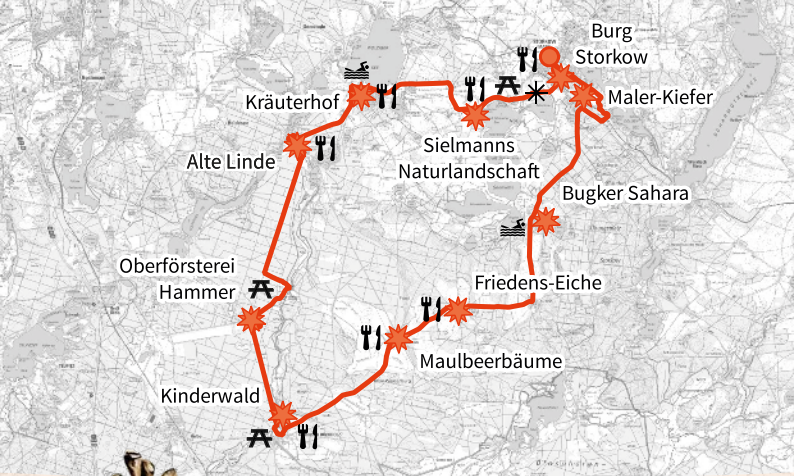 Burg
Storkow
Kräuterhof
Maler-Kiefer
Sielmanns
Naturlandschaft
Alte Linde
Bugker Sahara
Oberförsterei
Hammer
Friedens-Eiche
Maulbeerbäume
Kinderwald